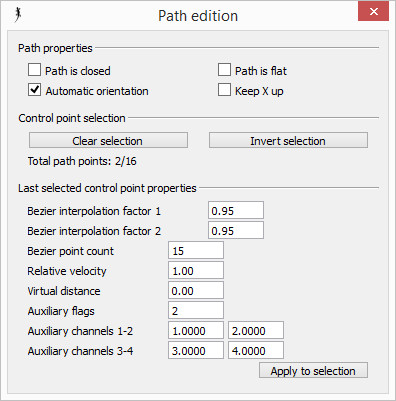 Path edition
Path properties
Path is closed Path is flat
Automatic orientation Keep X up
Control point selection
Clear selection Invert selection
Total path points: 2/16
Last selected control point properties
Bezier interpolation factor 1 0.95
Bezier interpolation factor 2 0.95
Bezier point count 15
Relative velocity 1.00
Virtual distance 0.00
Auxiliary flags 2
Auxiliary channels 1-2 1.0000 2.0000
Auxiliary channels 3-4 3.0000 4.0000
Apply to selection